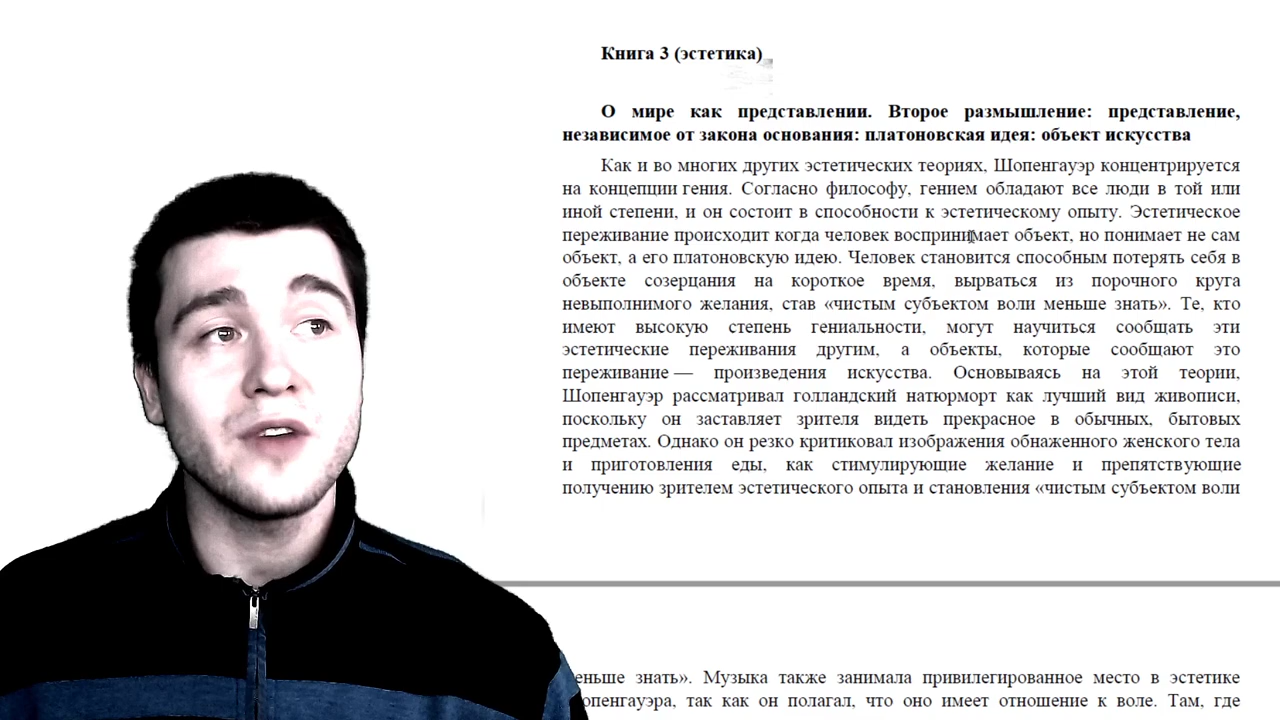 Книга 3 (эстетика)
О мире как представлении. Второе размышление: представление,
независимое от закона основания: платоновская идея: объект искусства
Как и во многих других эстетических теориях, Шопенгауэр концентрируется
на концепции гения. Согласно философу, гением обладают все люди в той или
иной степени, и он состоит в способности к эстетическому опыту. Эстетическое
переживание происходит когда человек воспринимает объект, но понимает не сам
объект, а его платоновскую идею. Человек становится способным потерять себя в
объекте созерцания на короткое время, вырваться из порочного круга
невыполнимого желания, став «чистым субъектом воли меньше знать». Те, кто
имеют высокую степень гениальности, могут научиться сообщать эти
эстетические переживания другим, а объекты, которые сообщают это
переживание — произведения искусства. Основываясь на этой теории,
Шопенгауэр рассматривал голландский натюрморт как лучший вид живописи,
поскольку он заставляет зрителя видеть прекрасное в обычных, бытовых
предметах. Однако он резко критиковал изображения обнаженного женского тела
и приготовления еды, как стимулирующие желание и препятствующие
получению зрителем эстетического опыта и становления «чистым субъектом воли
еньше знать». Музыка также занимала привилегированное место в эстетике
опенгауэра, так как он полагал, что оно имеет отношение к воле. Там, где